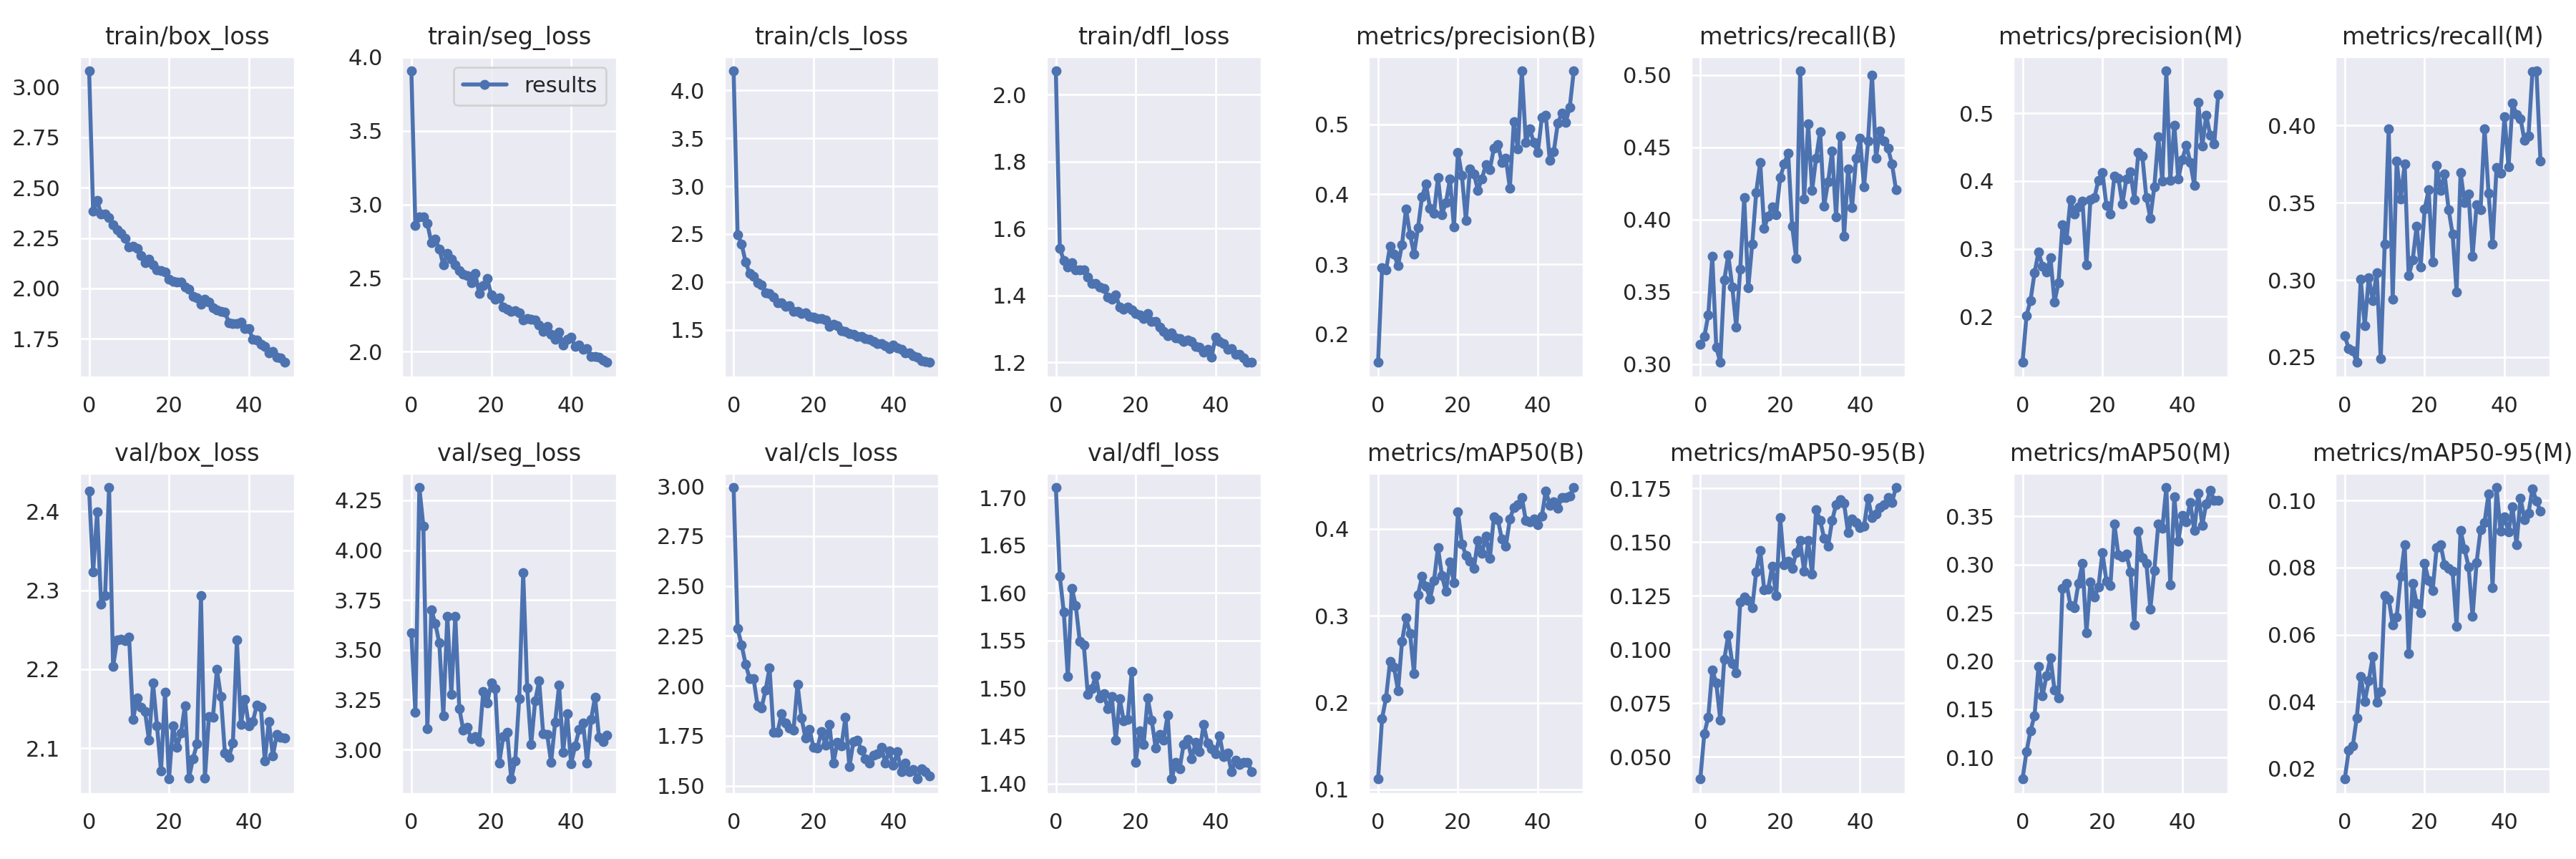 train/box_loss
3.00
2.75
2.50
2.25
2.00
1.75
0 20 40
train/seg_loss
results
4.0
3.5
3.0
2.5
2.0
0 20 40
train/cls_loss
4.0
3.5
3.0
2.5
2.0
1.5
0 20 40
train/dfl_loss
2.0
1.8
1.6
1.4
1.2
0 20 40
metrics/precision(B)
0.5
0.4
0.3
0.2
0 20 40
metrics/recall(B)
0.50
0.45
0.40
0.35
0.30
0 20 40
metrics/precision(M)
0.5
0.4
0.3
0.2
0 20 40
metrics/recall(M)
0.40
0.35
0.30
0.25
0 20 40
val/box_loss
2.4
2.3
2.2
2.1
0 20 40
val/seg_loss
4.25
4.00
3.75
3.50
3.25
3.00
0 20 40
val/cls_loss
3.00
2.75
2.50
2.25
2.00
1.75
1.50
0 20 40
val/dfl_loss
1.70
1.65
1.60
1.55
1.50
1.45
1.40
0 20 40
metrics/mAP50(B)
0.4
0.3
0.2
0.1
0 20 40
metrics/mAP50-95(B)
0.175
0.150
0.125
0.100
0.075
0.050
0 20 40
metrics/mAP50(M)
0.35
0.30
0.25
0.20
0.15
0.10
0 20 40
metrics/mAP50-95(M)
0.10
0.08
0.06
0.04
0.02
0 20 40